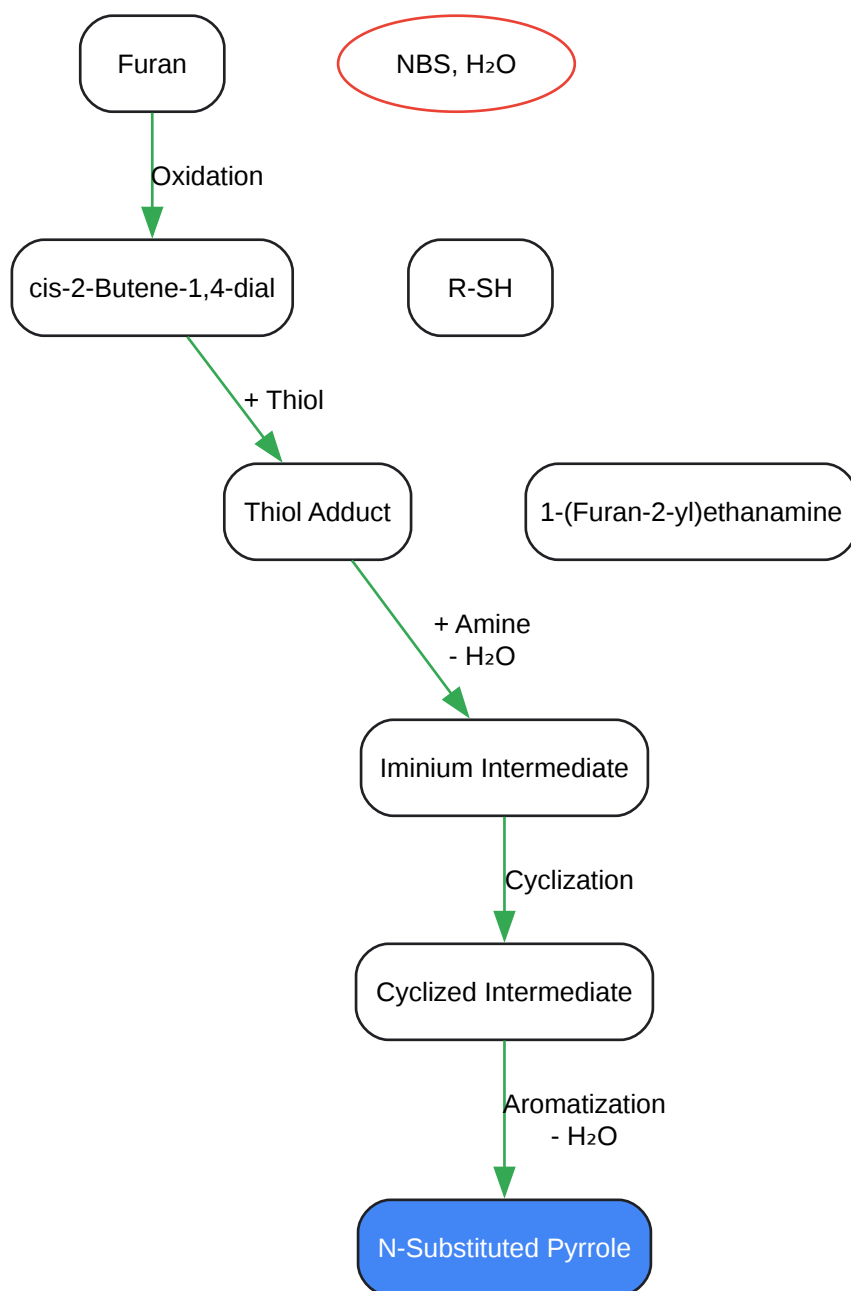 Furan
NBS, H₂O
Oxidation
cis-2-Butene-1,4-dial
R-SH
+ Thiol
Thiol Adduct
1-(Furan-2-yl)ethanamine
+ Amine
- H₂O
Iminium Intermediate
Cyclization
Cyclized Intermediate
Aromatization
- H₂O
N-Substituted Pyrrole